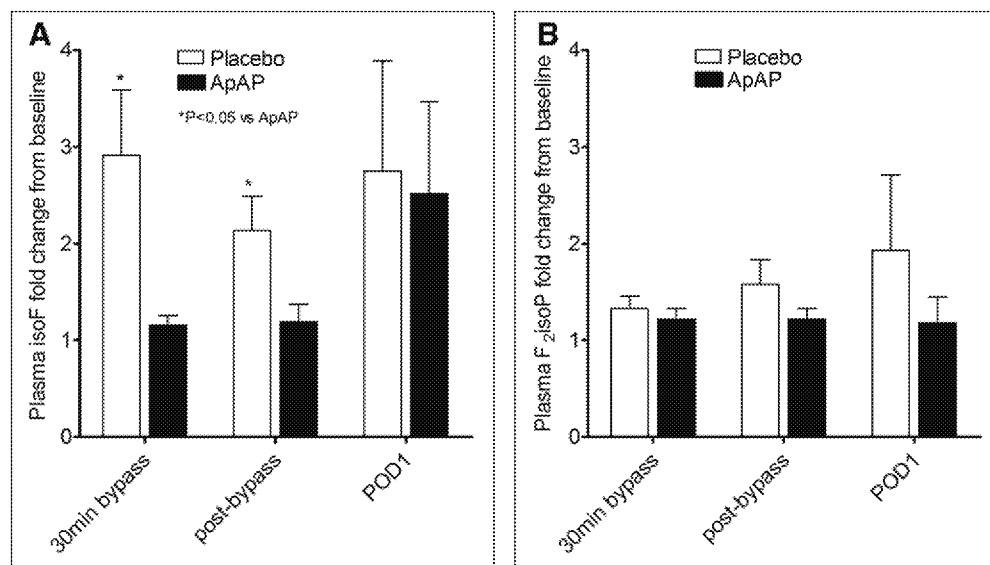 A
Plasma isoF fold change from baseline
4
3
2
1
0
Placebo
ApAP
*P<0.05 vs ApAP
*
*
30min bypass
post-bypass
POD1
B
Plasma F2isoP fold change from baseline
4
3
2
1
0
Placebo
ApAP
30min bypass
post-bypass
POD1